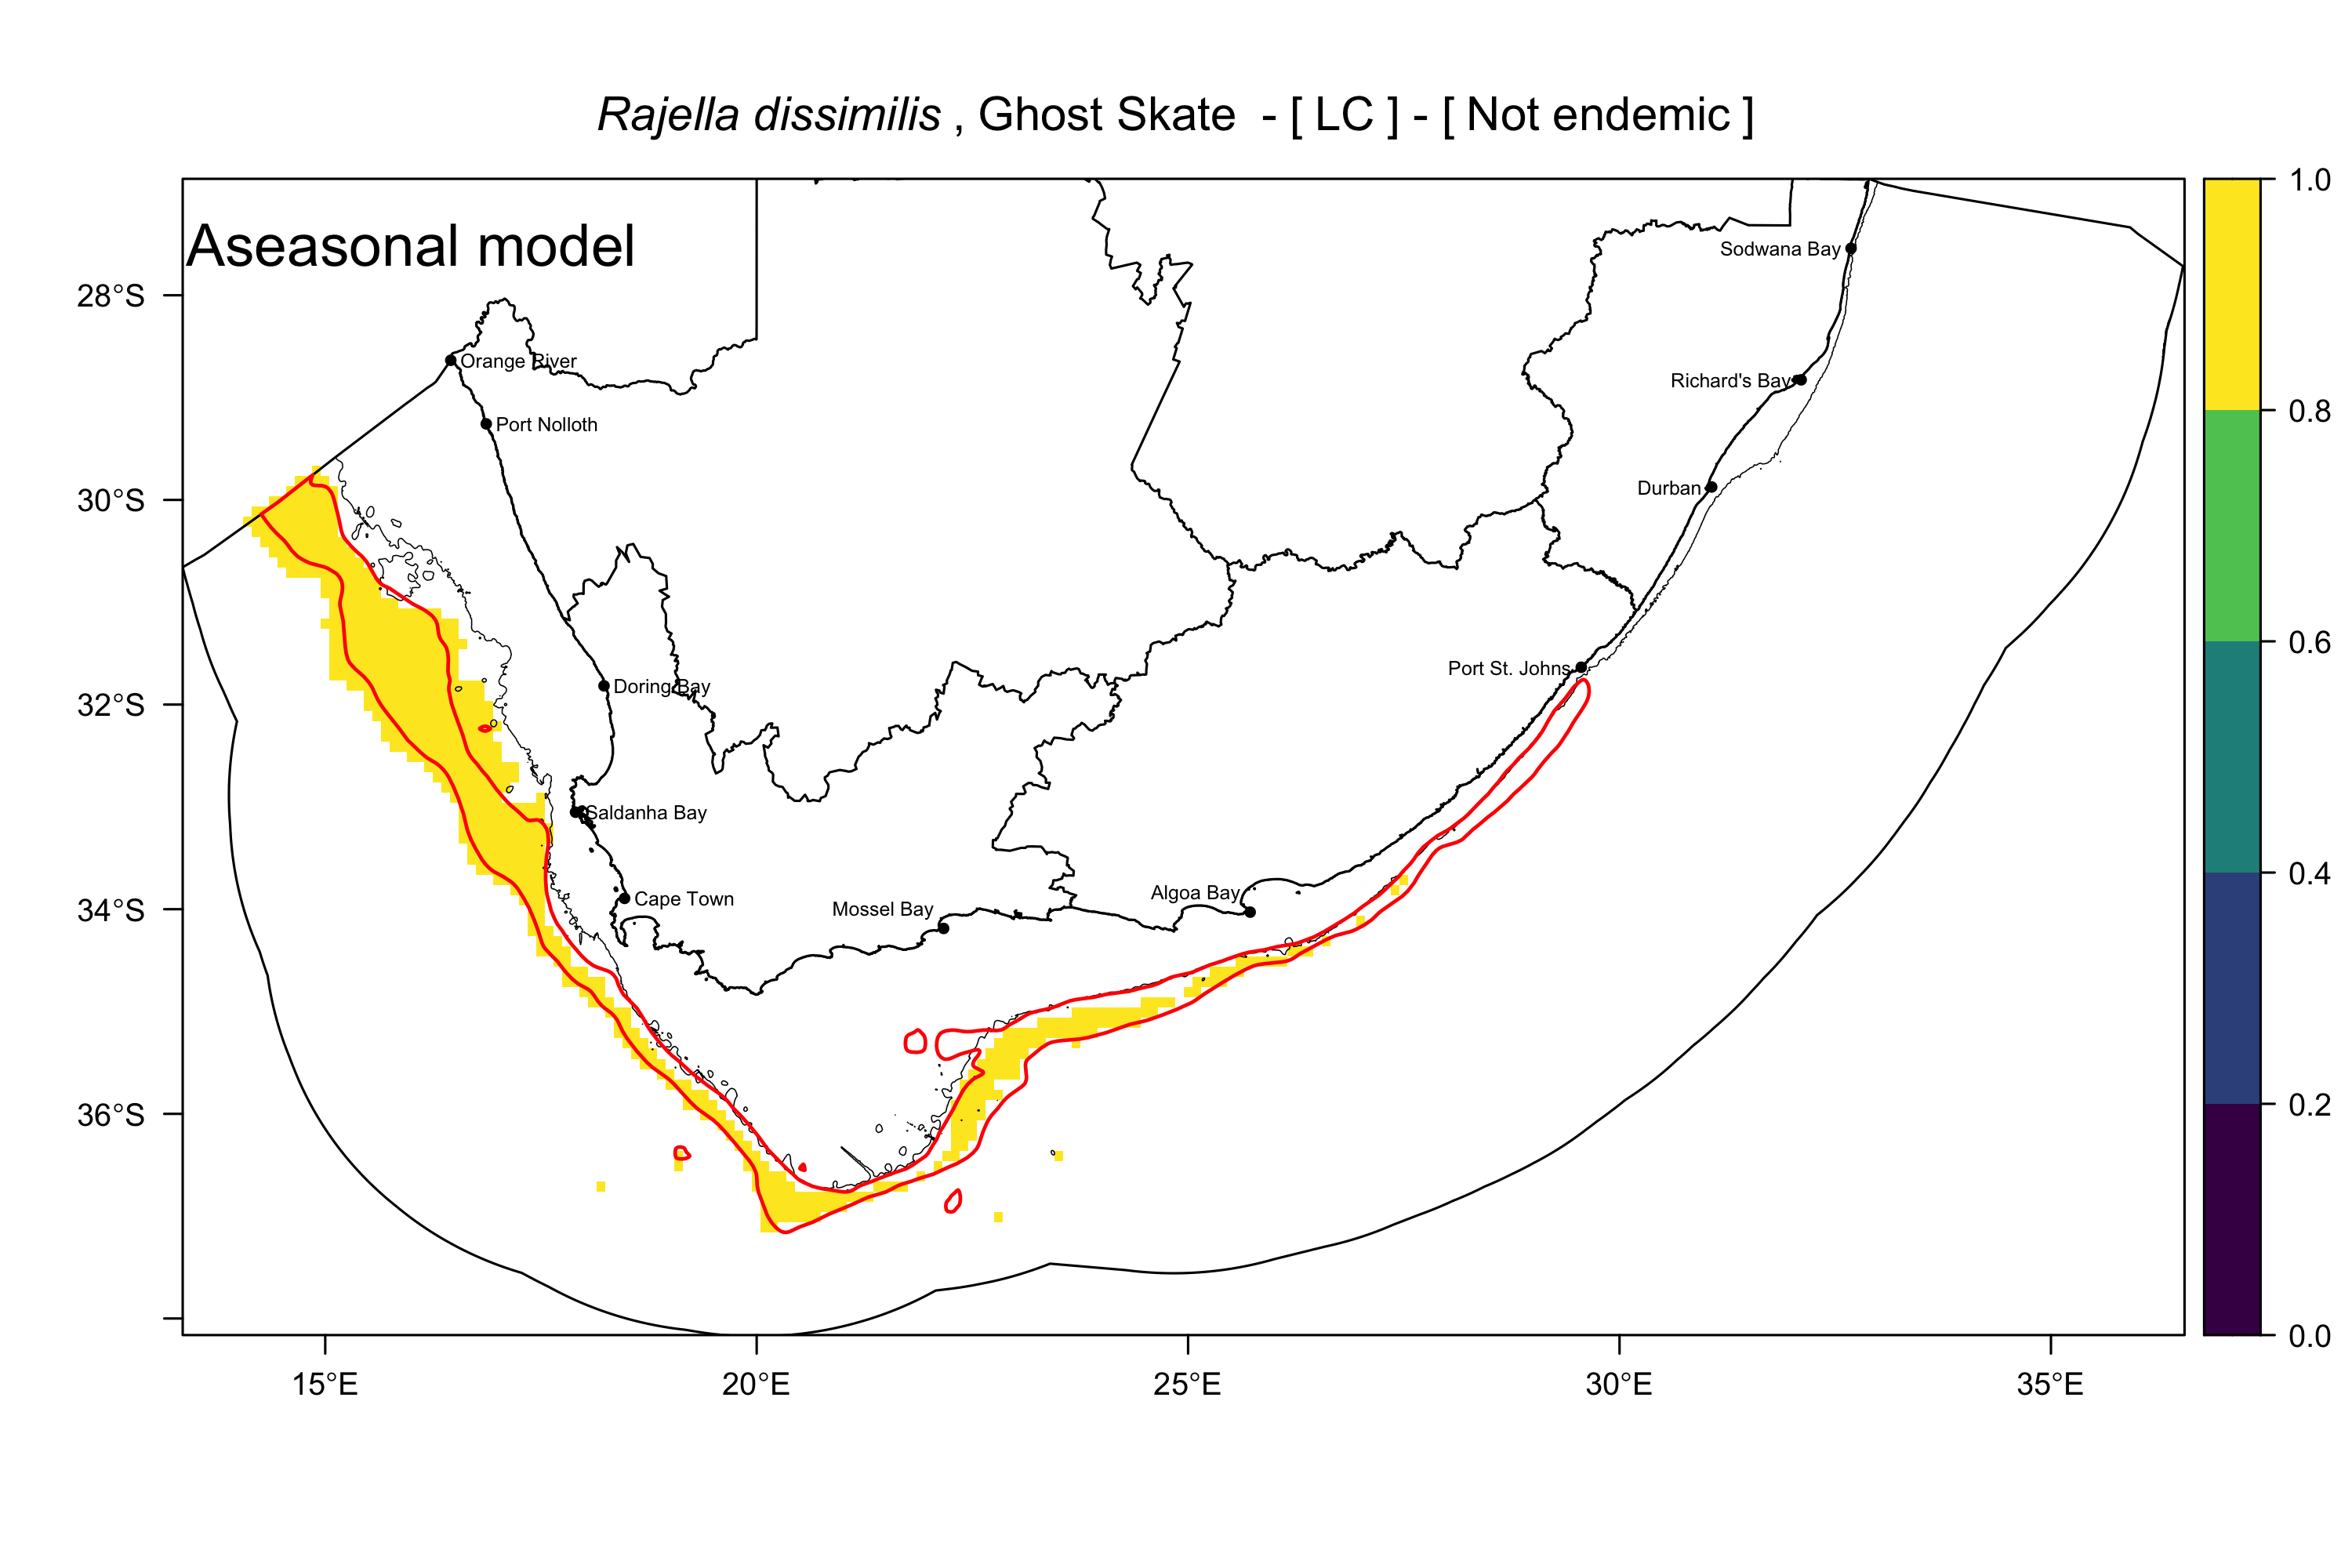 Rajella dissimilis , Ghost Skate - [ LC ] - [ Not endemic ]
Aseasonal model
1.0
0.8
0.6
0.4
0.2
0.0
28°S
30°S
32°S
34°S
36°S
15°E
20°E
25°E
30°E
35°E
Sodwana Bay
Orange River
Richard's Bay
Port Nolloth
Durban
Port St. Johns
Doring Bay
Saldanha Bay
Algoa Bay
Cape Town
Mossel Bay